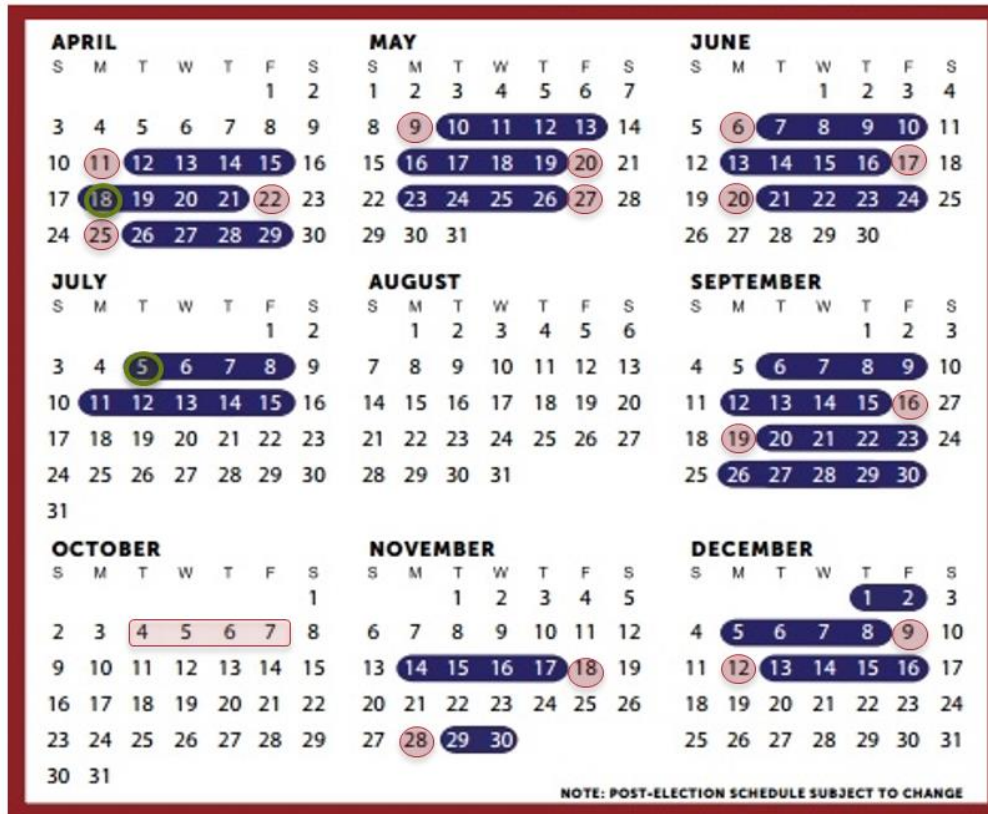 APRIL MAY JUNE
S M T W T F S S M T W T F S S M T W T F S
1 2 1 2 3 4 5 6 7 1 2 3 4
3 4 5 6 7 8 9 8 9 10 11 12 13 14 5 6 7 8 9 10 11
10 11 12 13 14 15 16 15 16 17 18 19 20 21 12 13 14 15 16 17 18
17 18 19 20 21 22 23 22 23 24 25 26 27 28 19 20 21 22 23 24 25
24 25 26 27 28 29 30 29 30 31 26 27 28 29 30
JULY AUGUST SEPTEMBER
S M T W T F S S M T W T F S S M T W T F S
1 2 1 2 3 4 5 6 1 2 3
3 4 5 6 7 8 9 7 8 9 10 11 12 13 4 5 6 7 8 9 10
10 11 12 13 14 15 16 14 15 16 17 18 19 20 11 12 13 14 15 16 27
17 18 19 20 21 22 23 21 22 23 24 25 26 27 18 19 20 21 22 23 24
24 25 26 27 28 29 30 28 29 30 31 25 26 27 28 29 30
31
OCTOBER NOVEMBER DECEMBER
S M T W T F S S M T W T F S S M T W T F S
1 1 2 3 4 5 1 2 3
2 3 4 5 6 7 8 6 7 8 9 10 11 12 4 5 6 7 8 9 10
9 10 11 12 13 14 15 13 14 15 16 17 18 19 11 12 13 14 15 16 17
16 17 18 19 20 21 22 20 21 22 23 24 25 26 18 19 20 21 22 23 24
23 24 25 26 27 28 29 27 28 29 30 25 26 27 28 29 30 31
30 31
NOTE: POST-ELECTION SCHEDULE SUBJECT TO CHANGE